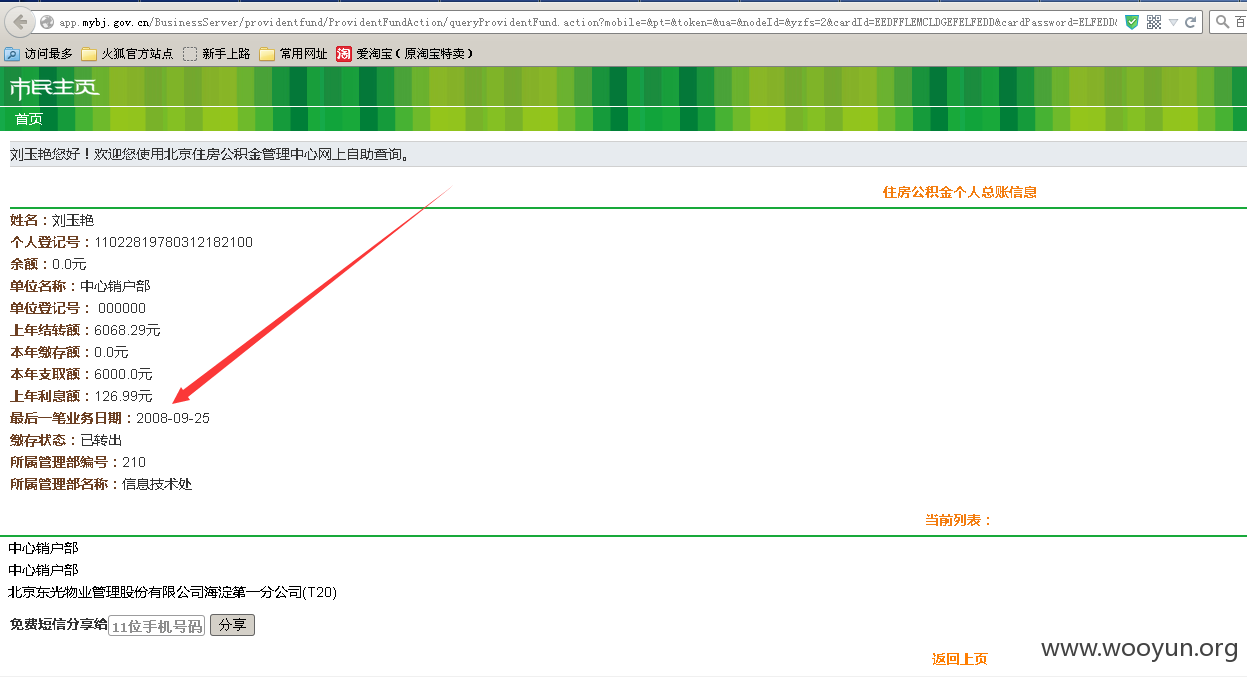 app.mybj.gov.cn/BusinessServer/providentfund/ProvidentFundAction/queryProvidentFund.action?mobile=&pt=&token=&ua=&nodeId=&yzfs=2&cardId=EEDFFLEMCLDGEFELFEDD&cardPassword=ELFEDD& 百
访问最多 火狐官方站点 新手上路 常用网址 淘 爱淘宝（原淘宝特卖）
市民主页
首页
刘玉艳您好！欢迎您使用北京住房公积金管理中心网上自助查询。
住房公积金个人总账信息
姓名：刘玉艳
个人登记号：11022819780312182100
余额：0.0元
单位名称：中心销户部
单位登记号： 000000
上年结转额：6068.29元
本年缴存额：0.0元
本年支取额：6000.0元
上年利息额：126.99元
最后一笔业务日期：2008-09-25
缴存状态：已转出
所属管理部编号：210
所属管理部名称：信息技术处
当前列表：
中心销户部
中心销户部
北京东光物业管理股份有限公司海淀第一分公司(T20)
免费短信分享给 11位手机号码 分享
返回上页
www.wooyun.org